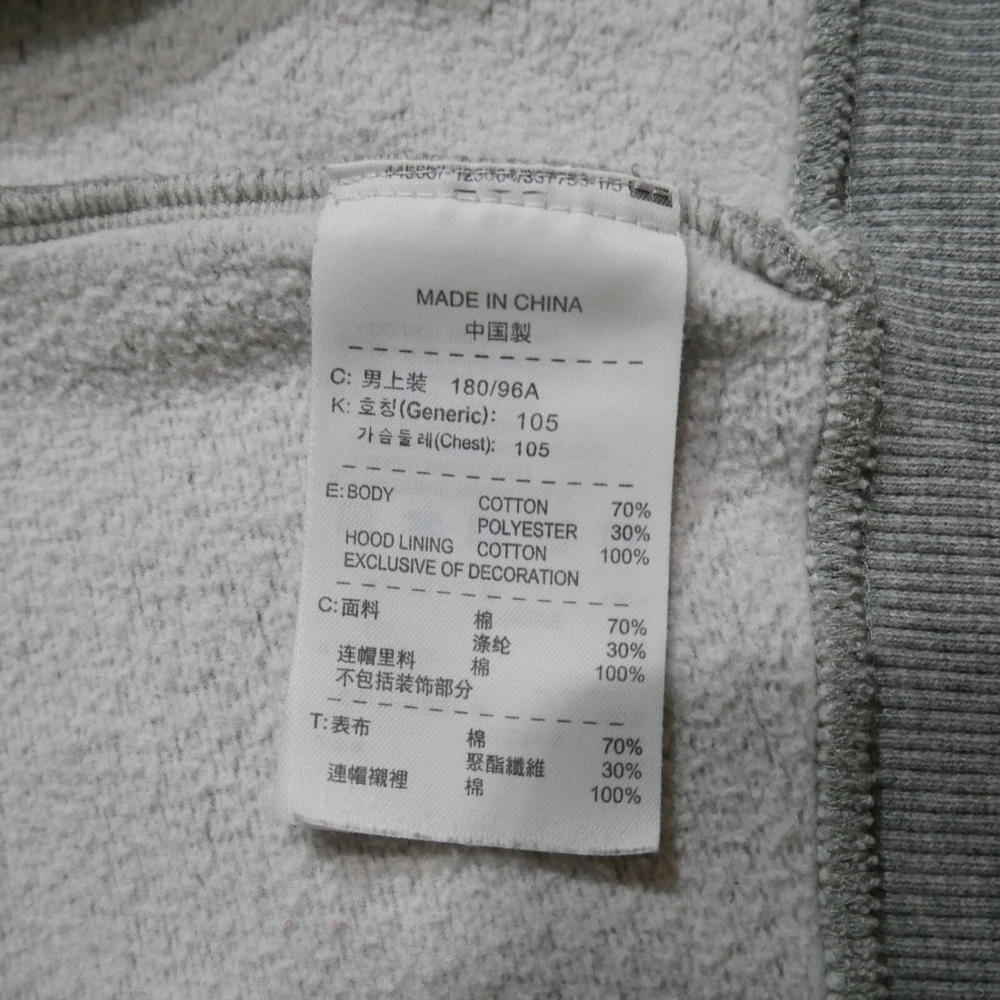 MADE IN CHINA
中国製
C: 男上装 180/96A
K: 호칭(Generic): 105
가슴둘레(Chest): 105
E: BODY COTTON 70%
POLYESTER 30%
HOOD LINING COTTON 100%
EXCLUSIVE OF DECORATION
C: 面料 棉 70%
涤纶 30%
连帽里料 棉 100%
不包括装饰部分
T: 表布 棉 70%
聚酯纖維 30%
連帽襯裡 棉 100%